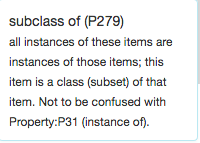 subclass of (P279)
all instances of these items are
instances of those items; this
item is a class (subset) of that
item. Not to be confused with
Property:P31 (instance of).